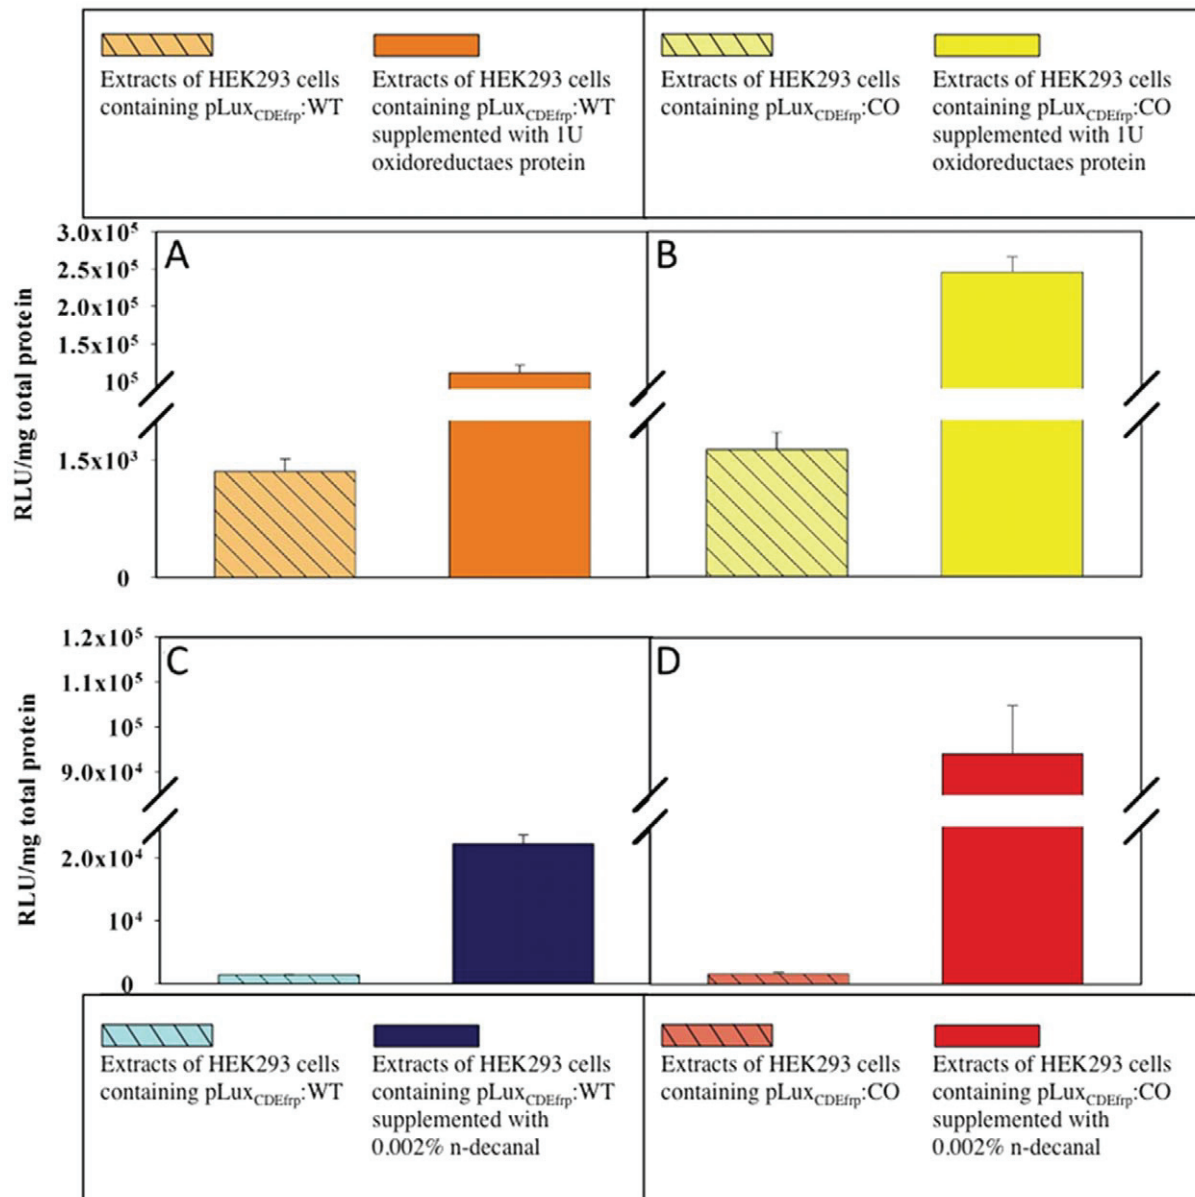 Extracts of HEK293 cells
containing pLuxCDEfrp:WT
Extracts of HEK293 cells
containing pLuxCDEfrp:WT
supplemented with 1U
oxidoreductaes protein
Extracts of HEK293 cells
containing pLuxCDEfrp:CO
Extracts of HEK293 cells
containing pLuxCDEfrp:CO
supplemented with 1U
oxidoreductaes protein
RLU/mg total protein
3.0x10⁵
2.5x10⁵
2.0x10⁵
1.5x10⁵
10⁵
1.5x10³
0
A
B
RLU/mg total protein
1.2x10⁵
1.1x10⁵
10⁵
9.0x10⁴
2.0x10⁴
10⁴
0
C
D
Extracts of HEK293 cells
containing pLuxCDEfrp:WT
Extracts of HEK293 cells
containing pLuxCDEfrp:WT
supplemented with
0.002% n-decanal
Extracts of HEK293 cells
containing pLuxCDEfrp:CO
Extracts of HEK293 cells
containing pLuxCDEfrp:CO
supplemented with
0.002% n-decanal